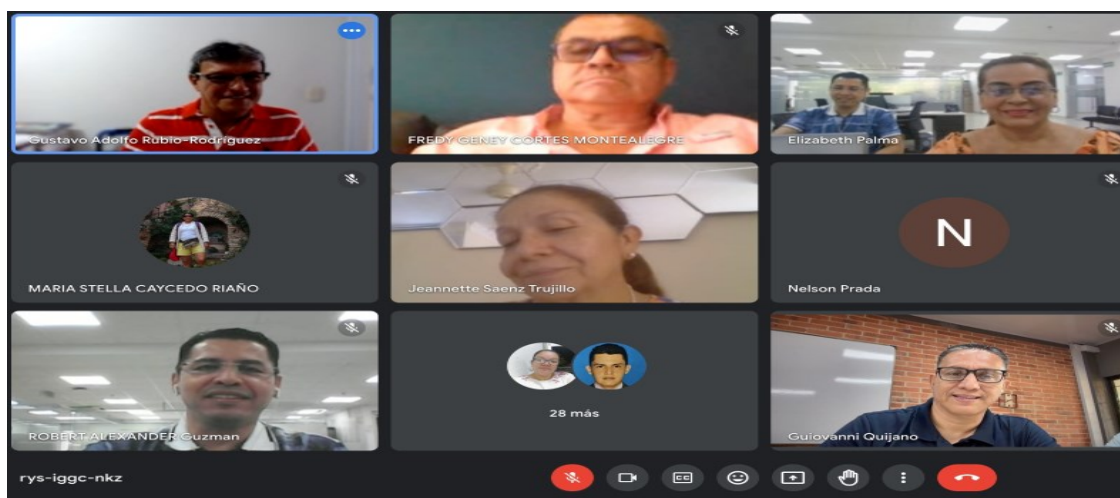 Gustavo Adolfo Rubio-Rodriguez
FREDY GENEY CORTES MONTEALEGRE
Elizabeth Palma
MARIA STELLA CAYCEDO RIAÑO
Jeannette Saenz Trujillo
N
Nelson Prada
ROBERT ALEXANDER Guzman
28 más
Guiovanni Quijano
rys-iggc-nkz
CC